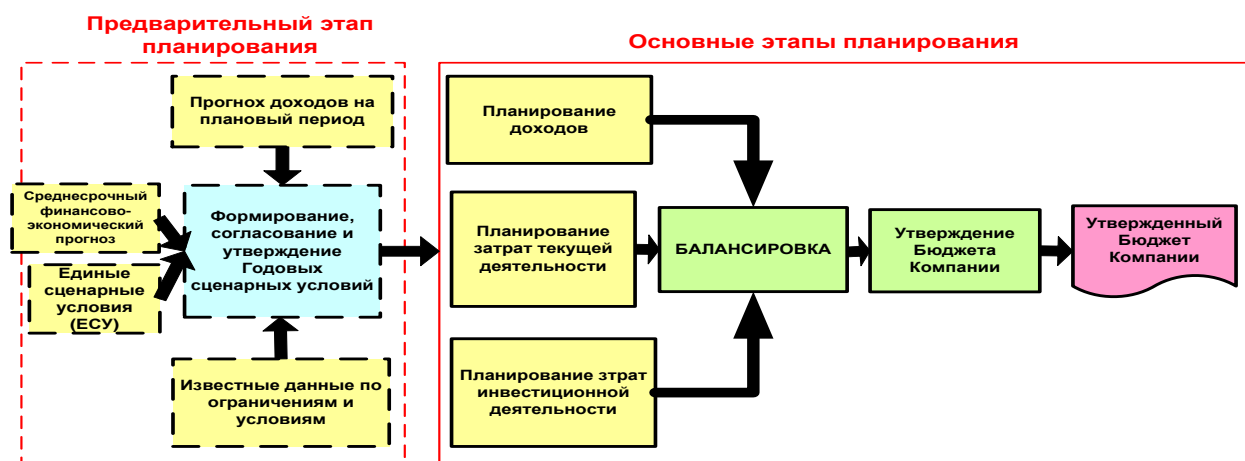 Предварительный этап
планирования
Основные этапы планирования
Прогнох доходов на
плановый период
Среднесрочный
финансово-
экономический
прогноз
Единые
сценарные
условия
(ЕСУ)
Формирование,
согласование и
утверждение
Годовых
сценарных условий
Известные данные по
ограничениям и
условиям
Планирование
доходов
Планирование
затрат текущей
деятельности
Планирование зтрат
инвестиционной
деятельности
БАЛАНСИРОВКА
Утверждение
Бюджета
Компании
Утвержденный
Бюджет
Компании